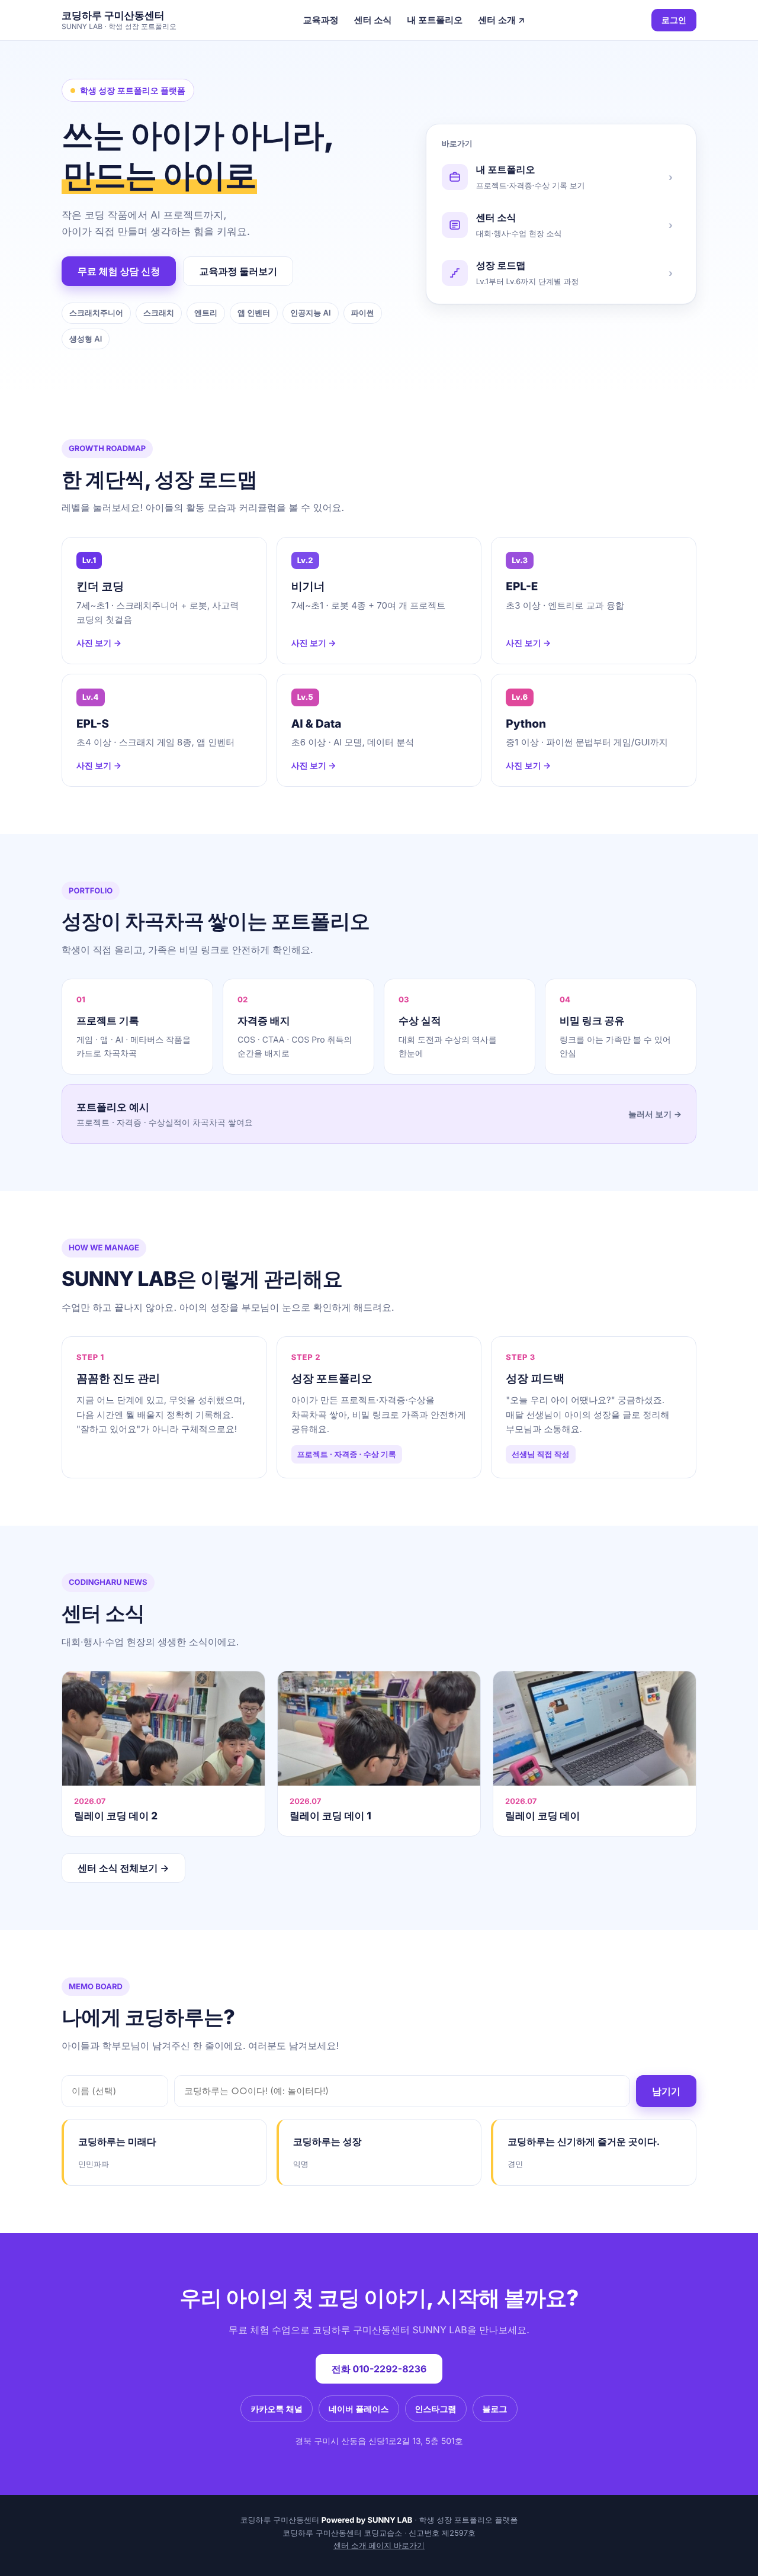 코딩하루 구미산동센터
SUNNY LAB · 학생 성장 포트폴리오
교육과정 센터 소식 내 포트폴리오 센터 소개 ↗
로그인
학생 성장 포트폴리오 플랫폼
쓰는 아이가 아니라,
만드는 아이로
작은 코딩 작품에서 AI 프로젝트까지,
아이가 직접 만들며 생각하는 힘을 키워요.
무료 체험 상담 신청 교육과정 둘러보기
스크래치주니어 스크래치 엔트리 앱 인벤터 인공지능 AI 파이썬
생성형 AI
바로가기
내 포트폴리오
프로젝트·자격증·수상 기록 보기
센터 소식
대회·행사·수업 현장 소식
성장 로드맵
Lv.1부터 Lv.6까지 단계별 과정
GROWTH ROADMAP
한 계단씩, 성장 로드맵
레벨을 눌러보세요! 아이들의 활동 모습과 커리큘럼을 볼 수 있어요.
Lv.1
킨더 코딩
7세~초1 · 스크래치주니어 + 로봇, 사고력
코딩의 첫걸음
사진 보기 →
Lv.2
비기너
7세~초1 · 로봇 4종 + 70여 개 프로젝트
사진 보기 →
Lv.3
EPL-E
초3 이상 · 엔트리로 교과 융합
사진 보기 →
Lv.4
EPL-S
초4 이상 · 스크래치 게임 8종, 앱 인벤터
사진 보기 →
Lv.5
AI & Data
초6 이상 · AI 모델, 데이터 분석
사진 보기 →
Lv.6
Python
중1 이상 · 파이썬 문법부터 게임/GUI까지
사진 보기 →
PORTFOLIO
성장이 차곡차곡 쌓이는 포트폴리오
학생이 직접 올리고, 가족은 비밀 링크로 안전하게 확인해요.
01
프로젝트 기록
게임 · 앱 · AI · 메타버스 작품을
카드로 차곡차곡
02
자격증 배지
COS · CTAA · COS Pro 취득의
순간을 배지로
03
수상 실적
대회 도전과 수상의 역사를
한눈에
04
비밀 링크 공유
링크를 아는 가족만 볼 수 있어
안심
포트폴리오 예시
프로젝트 · 자격증 · 수상실적이 차곡차곡 쌓여요
눌러서 보기 →
HOW WE MANAGE
SUNNY LAB은 이렇게 관리해요
수업만 하고 끝나지 않아요. 아이의 성장을 부모님이 눈으로 확인하게 해드려요.
STEP 1
꼼꼼한 진도 관리
지금 어느 단계에 있고, 무엇을 성취했으며,
다음 시간엔 뭘 배울지 정확히 기록해요.
"잘하고 있어요"가 아니라 구체적으로요!
STEP 2
성장 포트폴리오
아이가 만든 프로젝트·자격증·수상을
차곡차곡 쌓아, 비밀 링크로 가족과 안전하게
공유해요.
프로젝트 · 자격증 · 수상 기록
STEP 3
성장 피드백
"오늘 우리 아이 어땠나요?" 궁금하셨죠.
매달 선생님이 아이의 성장을 글로 정리해
부모님과 소통해요.
선생님 직접 작성
CODINGHARU NEWS
센터 소식
대회·행사·수업 현장의 생생한 소식이에요.
2026.07
릴레이 코딩 데이 2
2026.07
릴레이 코딩 데이 1
2026.07
릴레이 코딩 데이
센터 소식 전체보기 →
MEMO BOARD
나에게 코딩하루는?
아이들과 학부모님이 남겨주신 한 줄이에요. 여러분도 남겨보세요!
이름 (선택) 코딩하루는 ○○이다! (예: 놀이터다!) 남기기
코딩하루는 미래다
민민파파
코딩하루는 성장
익명
코딩하루는 신기하게 즐거운 곳이다.
경민
우리 아이의 첫 코딩 이야기, 시작해 볼까요?
무료 체험 수업으로 코딩하루 구미산동센터 SUNNY LAB을 만나보세요.
전화 010-2292-8236
카카오톡 채널 네이버 플레이스 인스타그램 블로그
경북 구미시 산동읍 신당1로2길 13, 5층 501호
코딩하루 구미산동센터 Powered by SUNNY LAB · 학생 성장 포트폴리오 플랫폼
코딩하루 구미산동센터 코딩교습소 · 신고번호 제2597호
센터 소개 페이지 바로가기